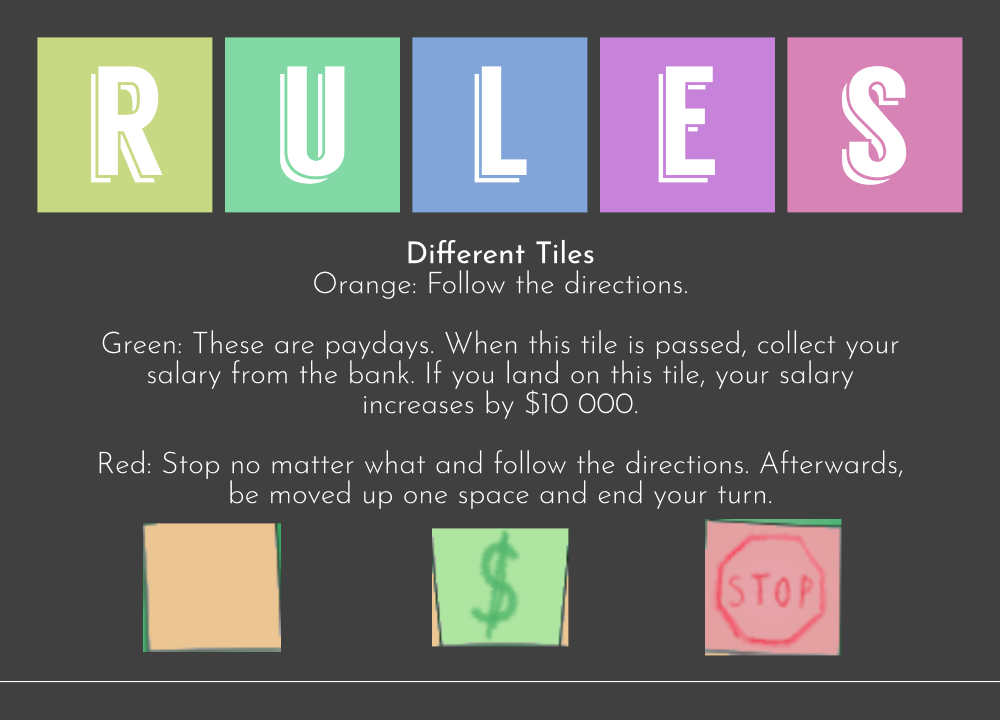 RULES
Different Tiles
Orange: Follow the directions.
Green: These are paydays. When this tile is passed, collect your
salary from the bank. If you land on this tile, your salary
increases by $10 000.
Red: Stop no matter what and follow the directions. Afterwards,
be moved up one space and end your turn.
$
STOP